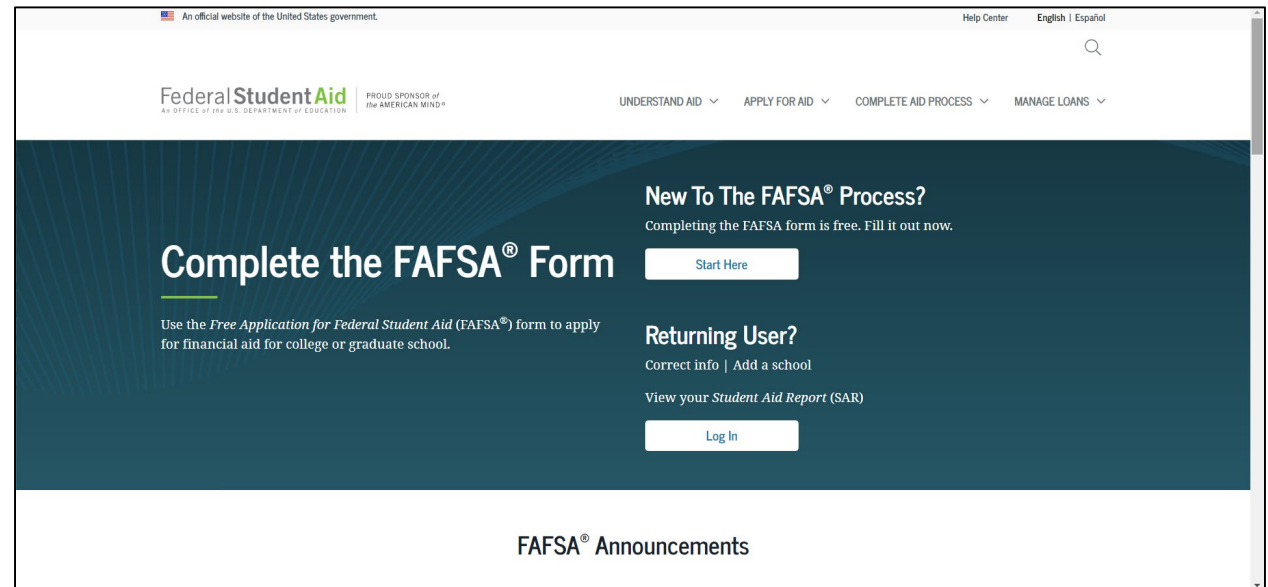 An official website of the United States government.
Help Center English | Español
Federal Student Aid
An OFFICE of the U.S. DEPARTMENT of EDUCATION
PROUD SPONSOR of
the AMERICAN MIND®
UNDERSTAND AID
APPLY FOR AID
COMPLETE AID PROCESS
MANAGE LOANS
Complete the FAFSA® Form
Use the Free Application for Federal Student Aid (FAFSA®) form to apply
for financial aid for college or graduate school.
New To The FAFSA® Process?
Completing the FAFSA form is free. Fill it out now.
Start Here
Returning User?
Correct info | Add a school
View your Student Aid Report (SAR)
Log In
FAFSA® Announcements